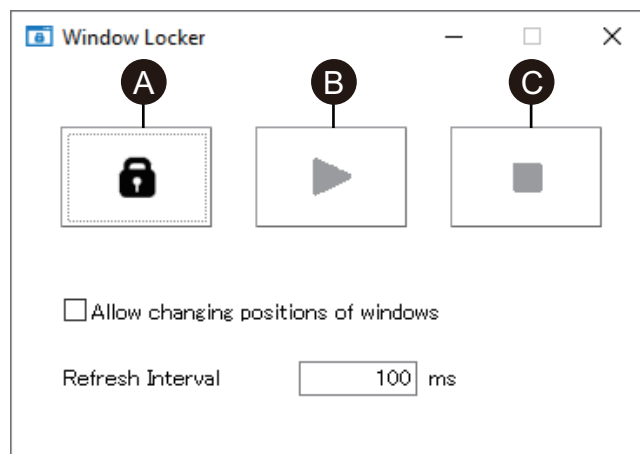 Window Locker
A
B
C
Allow changing positions of windows
Refresh Interval 100 ms